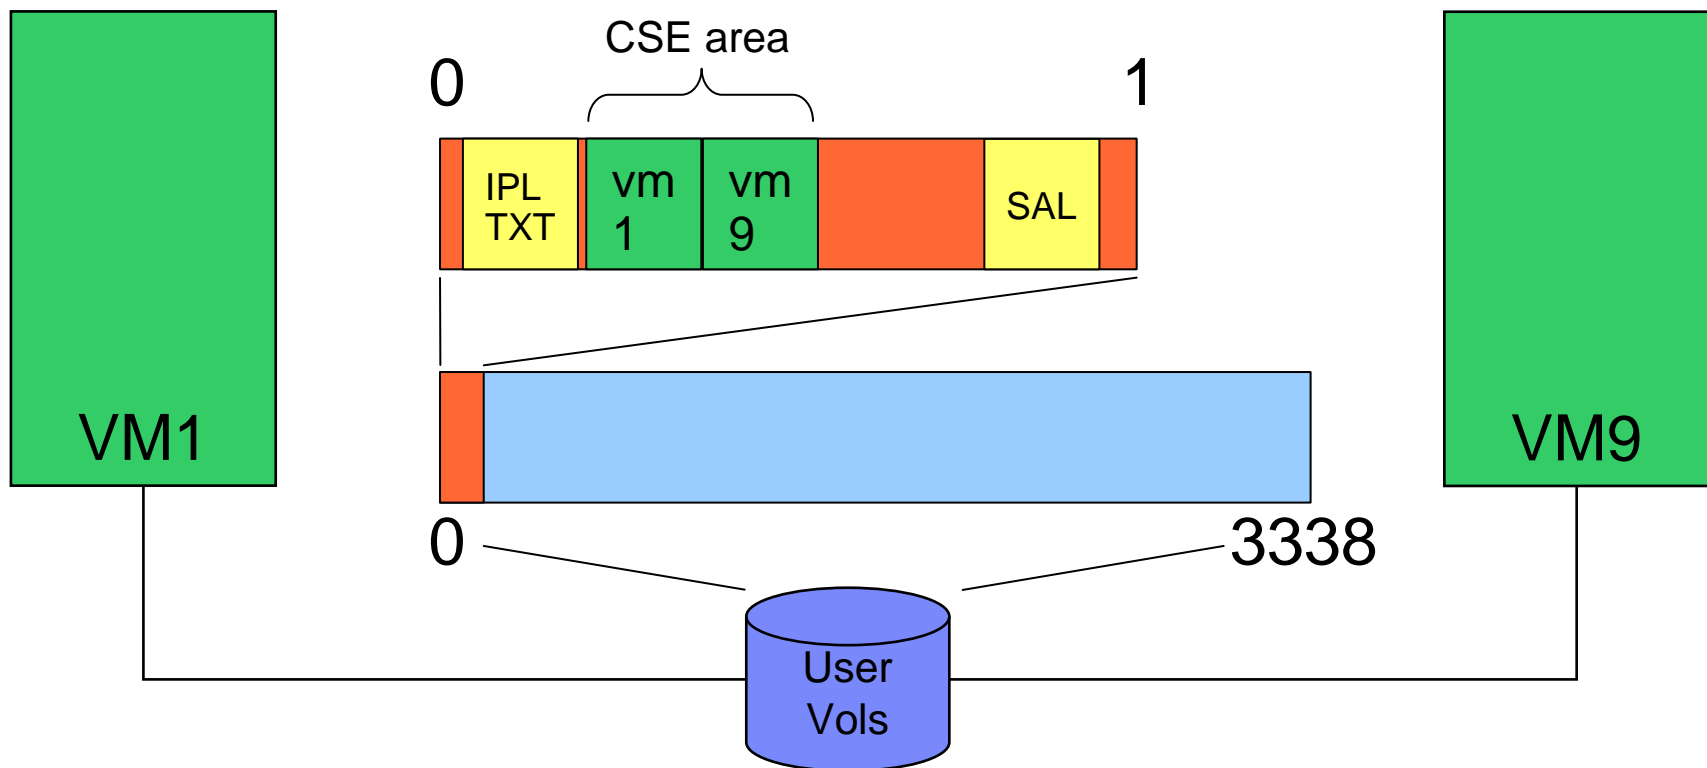 CSE area
0
1
IPL
TXT
vm
1
vm
9
SAL
VM1
VM9
0
3338
User
Vols